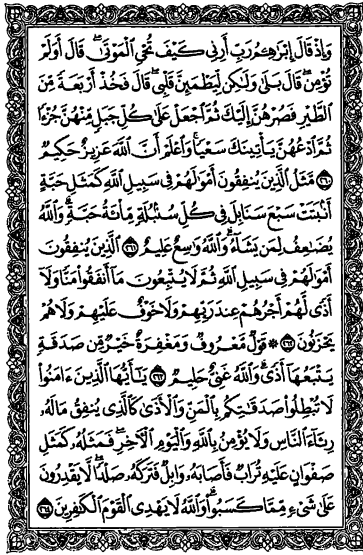 وَإِذْ قَالَ إِبْرَٰهِـۧمُ رَبِّ أَرِنِي كَيْفَ تُحْيِ ٱلْمَوْتَىٰ ۖ قَالَ أَوَلَمْ
تُؤْمِن ۖ قَالَ بَلَىٰ وَلَٰكِن لِّيَطْمَئِنَّ قَلْبِي ۖ قَالَ فَخُذْ أَرْبَعَةً مِّنَ
ٱلطَّيْرِ فَصُرْهُنَّ إِلَيْكَ ثُمَّ ٱجْعَلْ عَلَىٰ كُلِّ جَبَلٍ مِّنْهُنَّ جُزْءًا
ثُمَّ ٱدْعُهُنَّ يَأْتِينَكَ سَعْيًا ۚ وَٱعْلَمْ أَنَّ ٱللَّهَ عَزِيزٌ حَكِيمٌ
﴿٢٦٠﴾ مَّثَلُ ٱلَّذِينَ يُنفِقُونَ أَمْوَٰلَهُمْ فِي سَبِيلِ ٱللَّهِ كَمَثَلِ حَبَّةٍ
أَنۢبَتَتْ سَبْعَ سَنَابِلَ فِي كُلِّ سُنۢبُلَةٍ مِّا۟ئَةُ حَبَّةٍ ۗ وَٱللَّهُ
يُضَٰعِفُ لِمَن يَشَآءُ ۗ وَٱللَّهُ وَٰسِعٌ عَلِيمٌ ﴿٢٦١﴾ ٱلَّذِينَ يُنفِقُونَ
أَمْوَٰلَهُمْ فِي سَبِيلِ ٱللَّهِ ثُمَّ لَا يُتْبِعُونَ مَآ أَنفَقُوا۟ مَنًّا وَلَآ
أَذًى ۙ لَّهُمْ أَجْرُهُمْ عِندَ رَبِّهِمْ وَلَا خَوْفٌ عَلَيْهِمْ وَلَا هُمْ
يَحْزَنُونَ ﴿٢٦٢﴾ ۞ قَوْلٌ مَّعْرُوفٌ وَمَغْفِرَةٌ خَيْرٌ مِّن صَدَقَةٍ
يَتْبَعُهَآ أَذًى ۗ وَٱللَّهُ غَنِيٌّ حَلِيمٌ ﴿٢٦٣﴾ يَٰٓأَيُّهَا ٱلَّذِينَ ءَامَنُوا۟
لَا تُبْطِلُوا۟ صَدَقَٰتِكُم بِٱلْمَنِّ وَٱلْأَذَىٰ كَٱلَّذِي يُنفِقُ مَالَهُۥ
رِئَآءَ ٱلنَّاسِ وَلَا يُؤْمِنُ بِٱللَّهِ وَٱلْيَوْمِ ٱلْءَاخِرِ ۖ فَمَثَلُهُۥ كَمَثَلِ
صَفْوَانٍ عَلَيْهِ تُرَابٌ فَأَصَابَهُۥ وَابِلٌ فَتَرَكَهُۥ صَلْدًا ۖ لَّا يَقْدِرُونَ
عَلَىٰ شَيْءٍ مِّمَّا كَسَبُوا۟ ۗ وَٱللَّهُ لَا يَهْدِي ٱلْقَوْمَ ٱلْكَٰفِرِينَ ﴿٢٦٤﴾